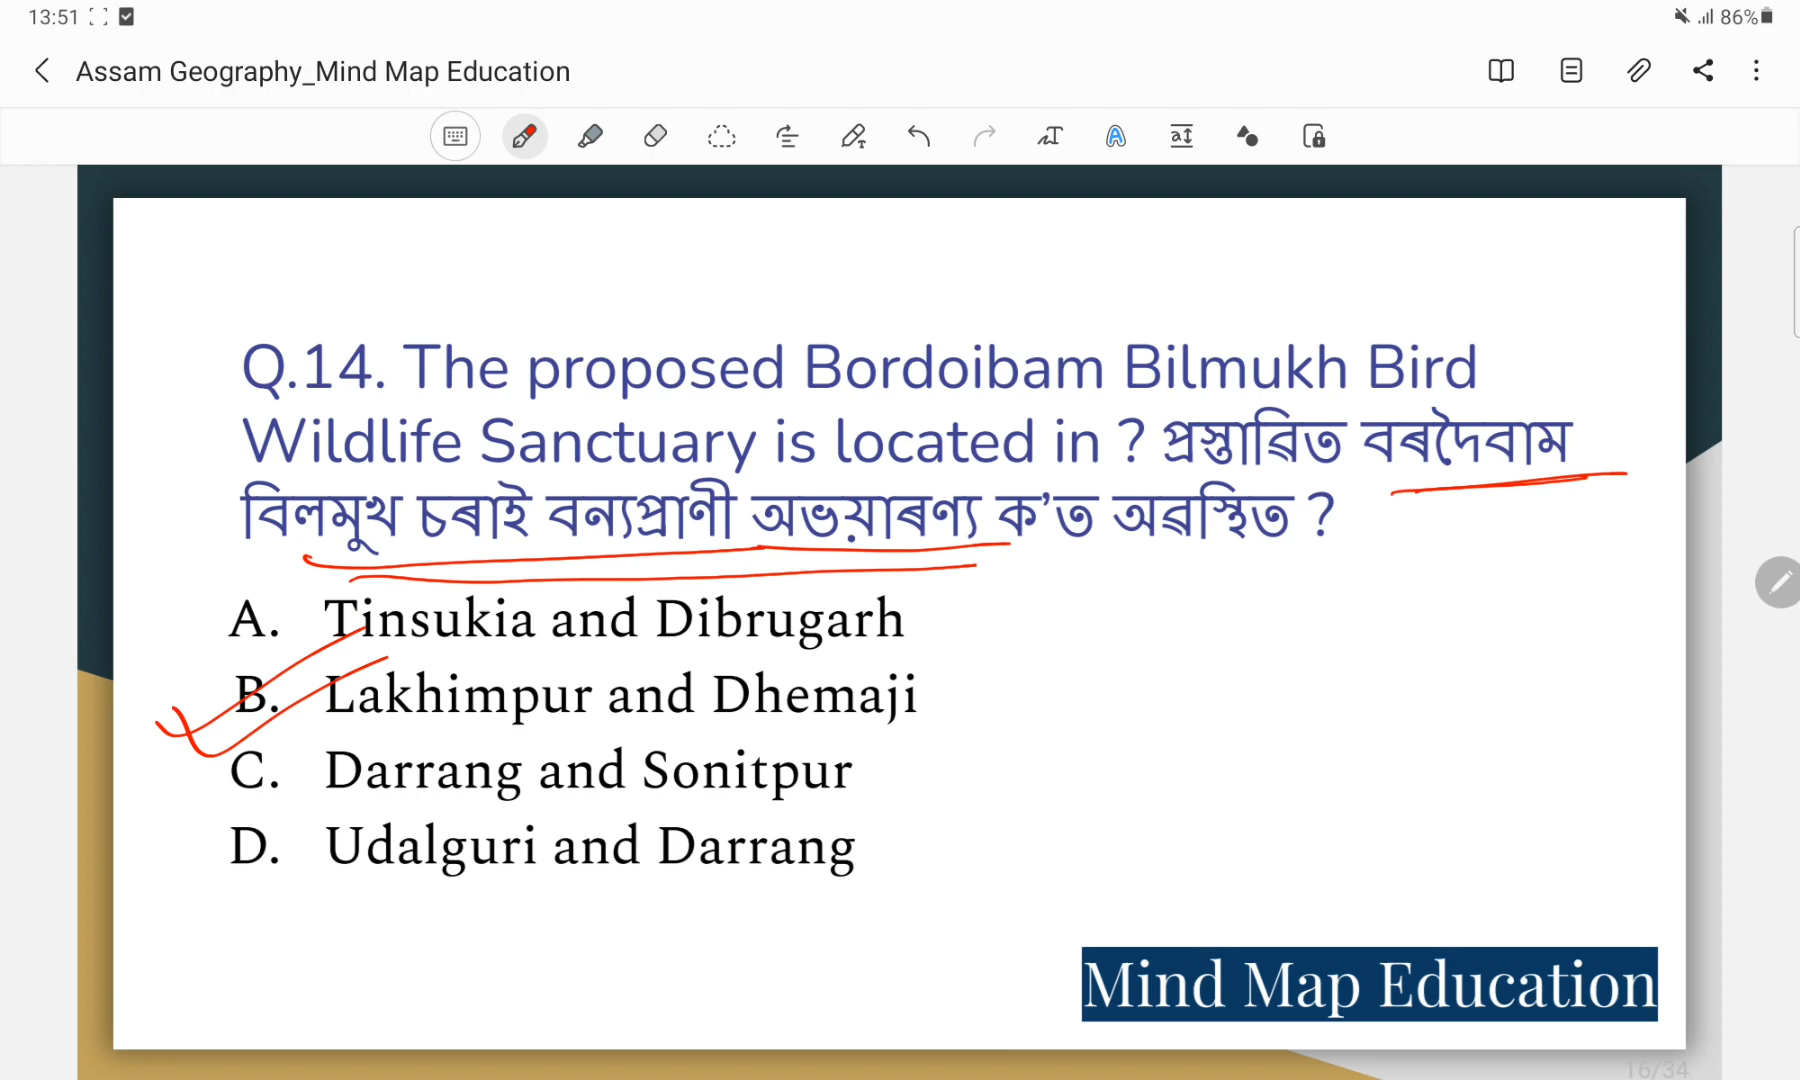 13:51
86%
Assam Geography_Mind Map Education
Q.14. The proposed Bordoibam Bilmukh Bird
Wildlife Sanctuary is located in ? প্ৰস্তাৱিত বৰদৈবাম
বিলমুখ চৰাই বন্যপ্ৰাণী অভয়াৰণ্য ক’ত অৱস্থিত ?
A. Tinsukia and Dibrugarh
B. Lakhimpur and Dhemaji
C. Darrang and Sonitpur
D. Udalguri and Darrang
Mind Map Education
16/34